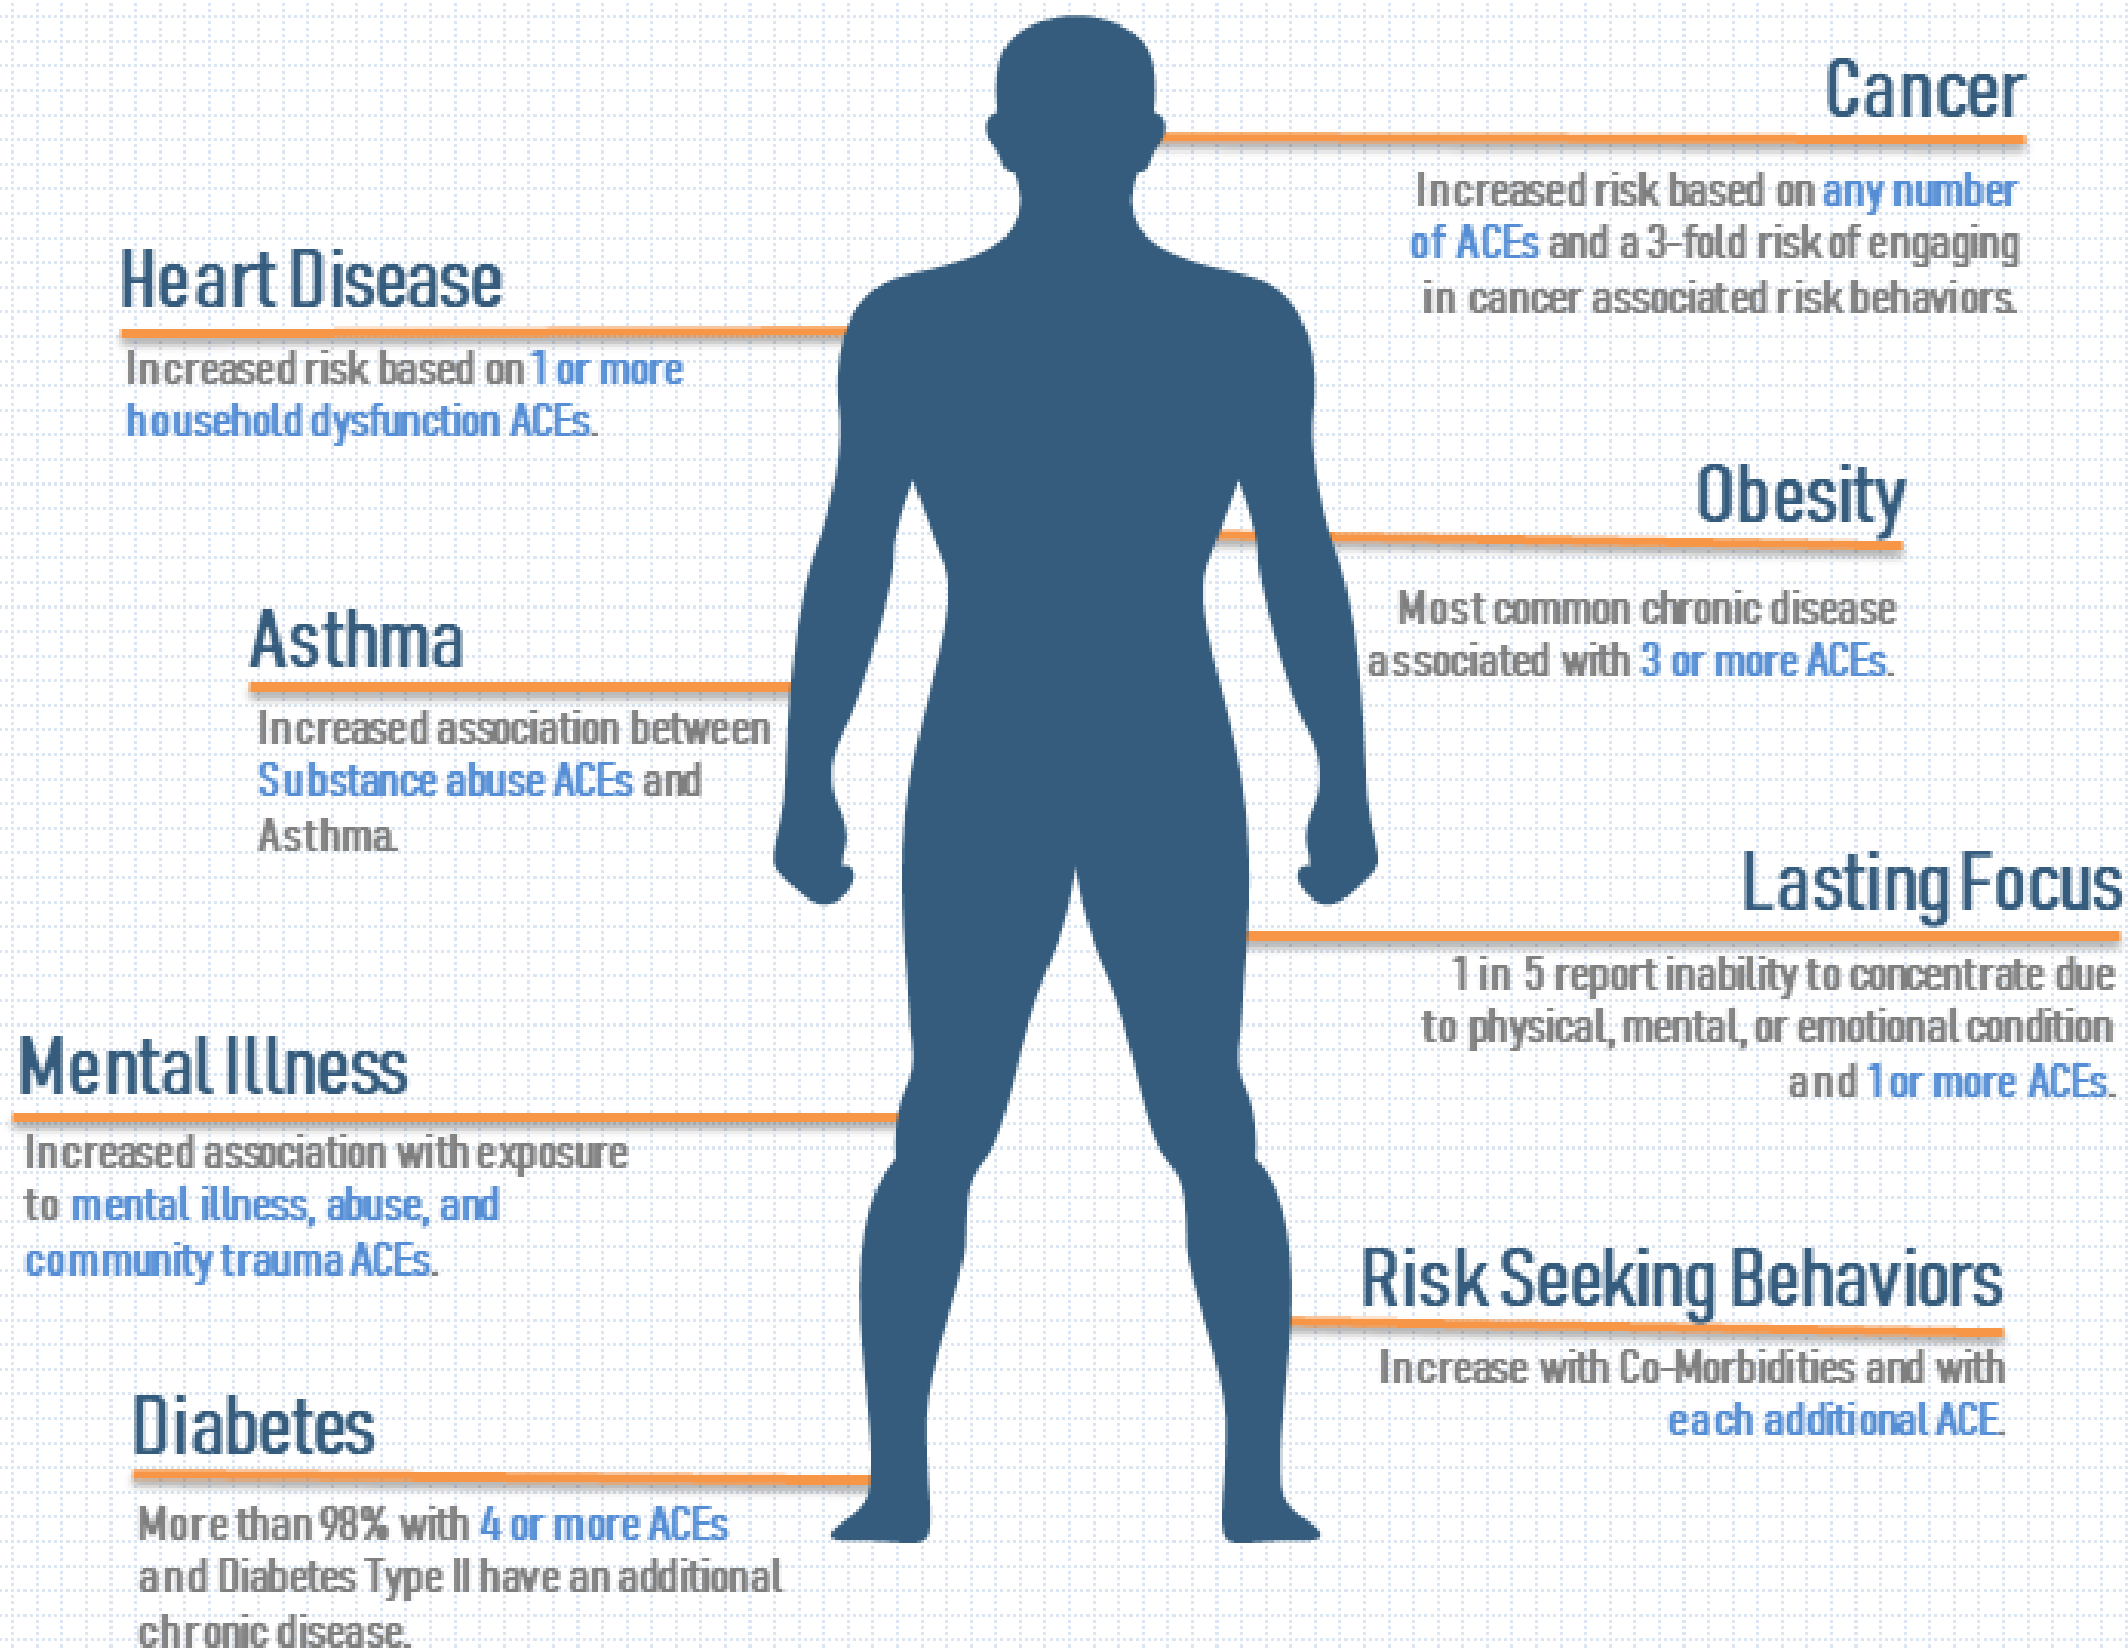 Heart Disease
Increased risk based on 1 or more
household dysfunction ACEs.
Asthma
Increased association between
Substance abuse ACEs and
Asthma.
Mental Illness
Increased association with exposure
to mental illness, abuse, and
community trauma ACEs.
Diabetes
More than 98% with 4 or more ACEs
and Diabetes Type II have an additional
chronic disease.
Cancer
Increased risk based on any number
of ACEs and a 3-fold risk of engaging
in cancer associated risk behaviors.
Obesity
Most common chronic disease
associated with 3 or more ACEs.
Lasting Focus
1 in 5 report inability to concentrate due
to physical, mental, or emotional condition
and 1 or more ACEs.
Risk Seeking Behaviors
Increase with Co-Morbidities and with
each additional ACE.